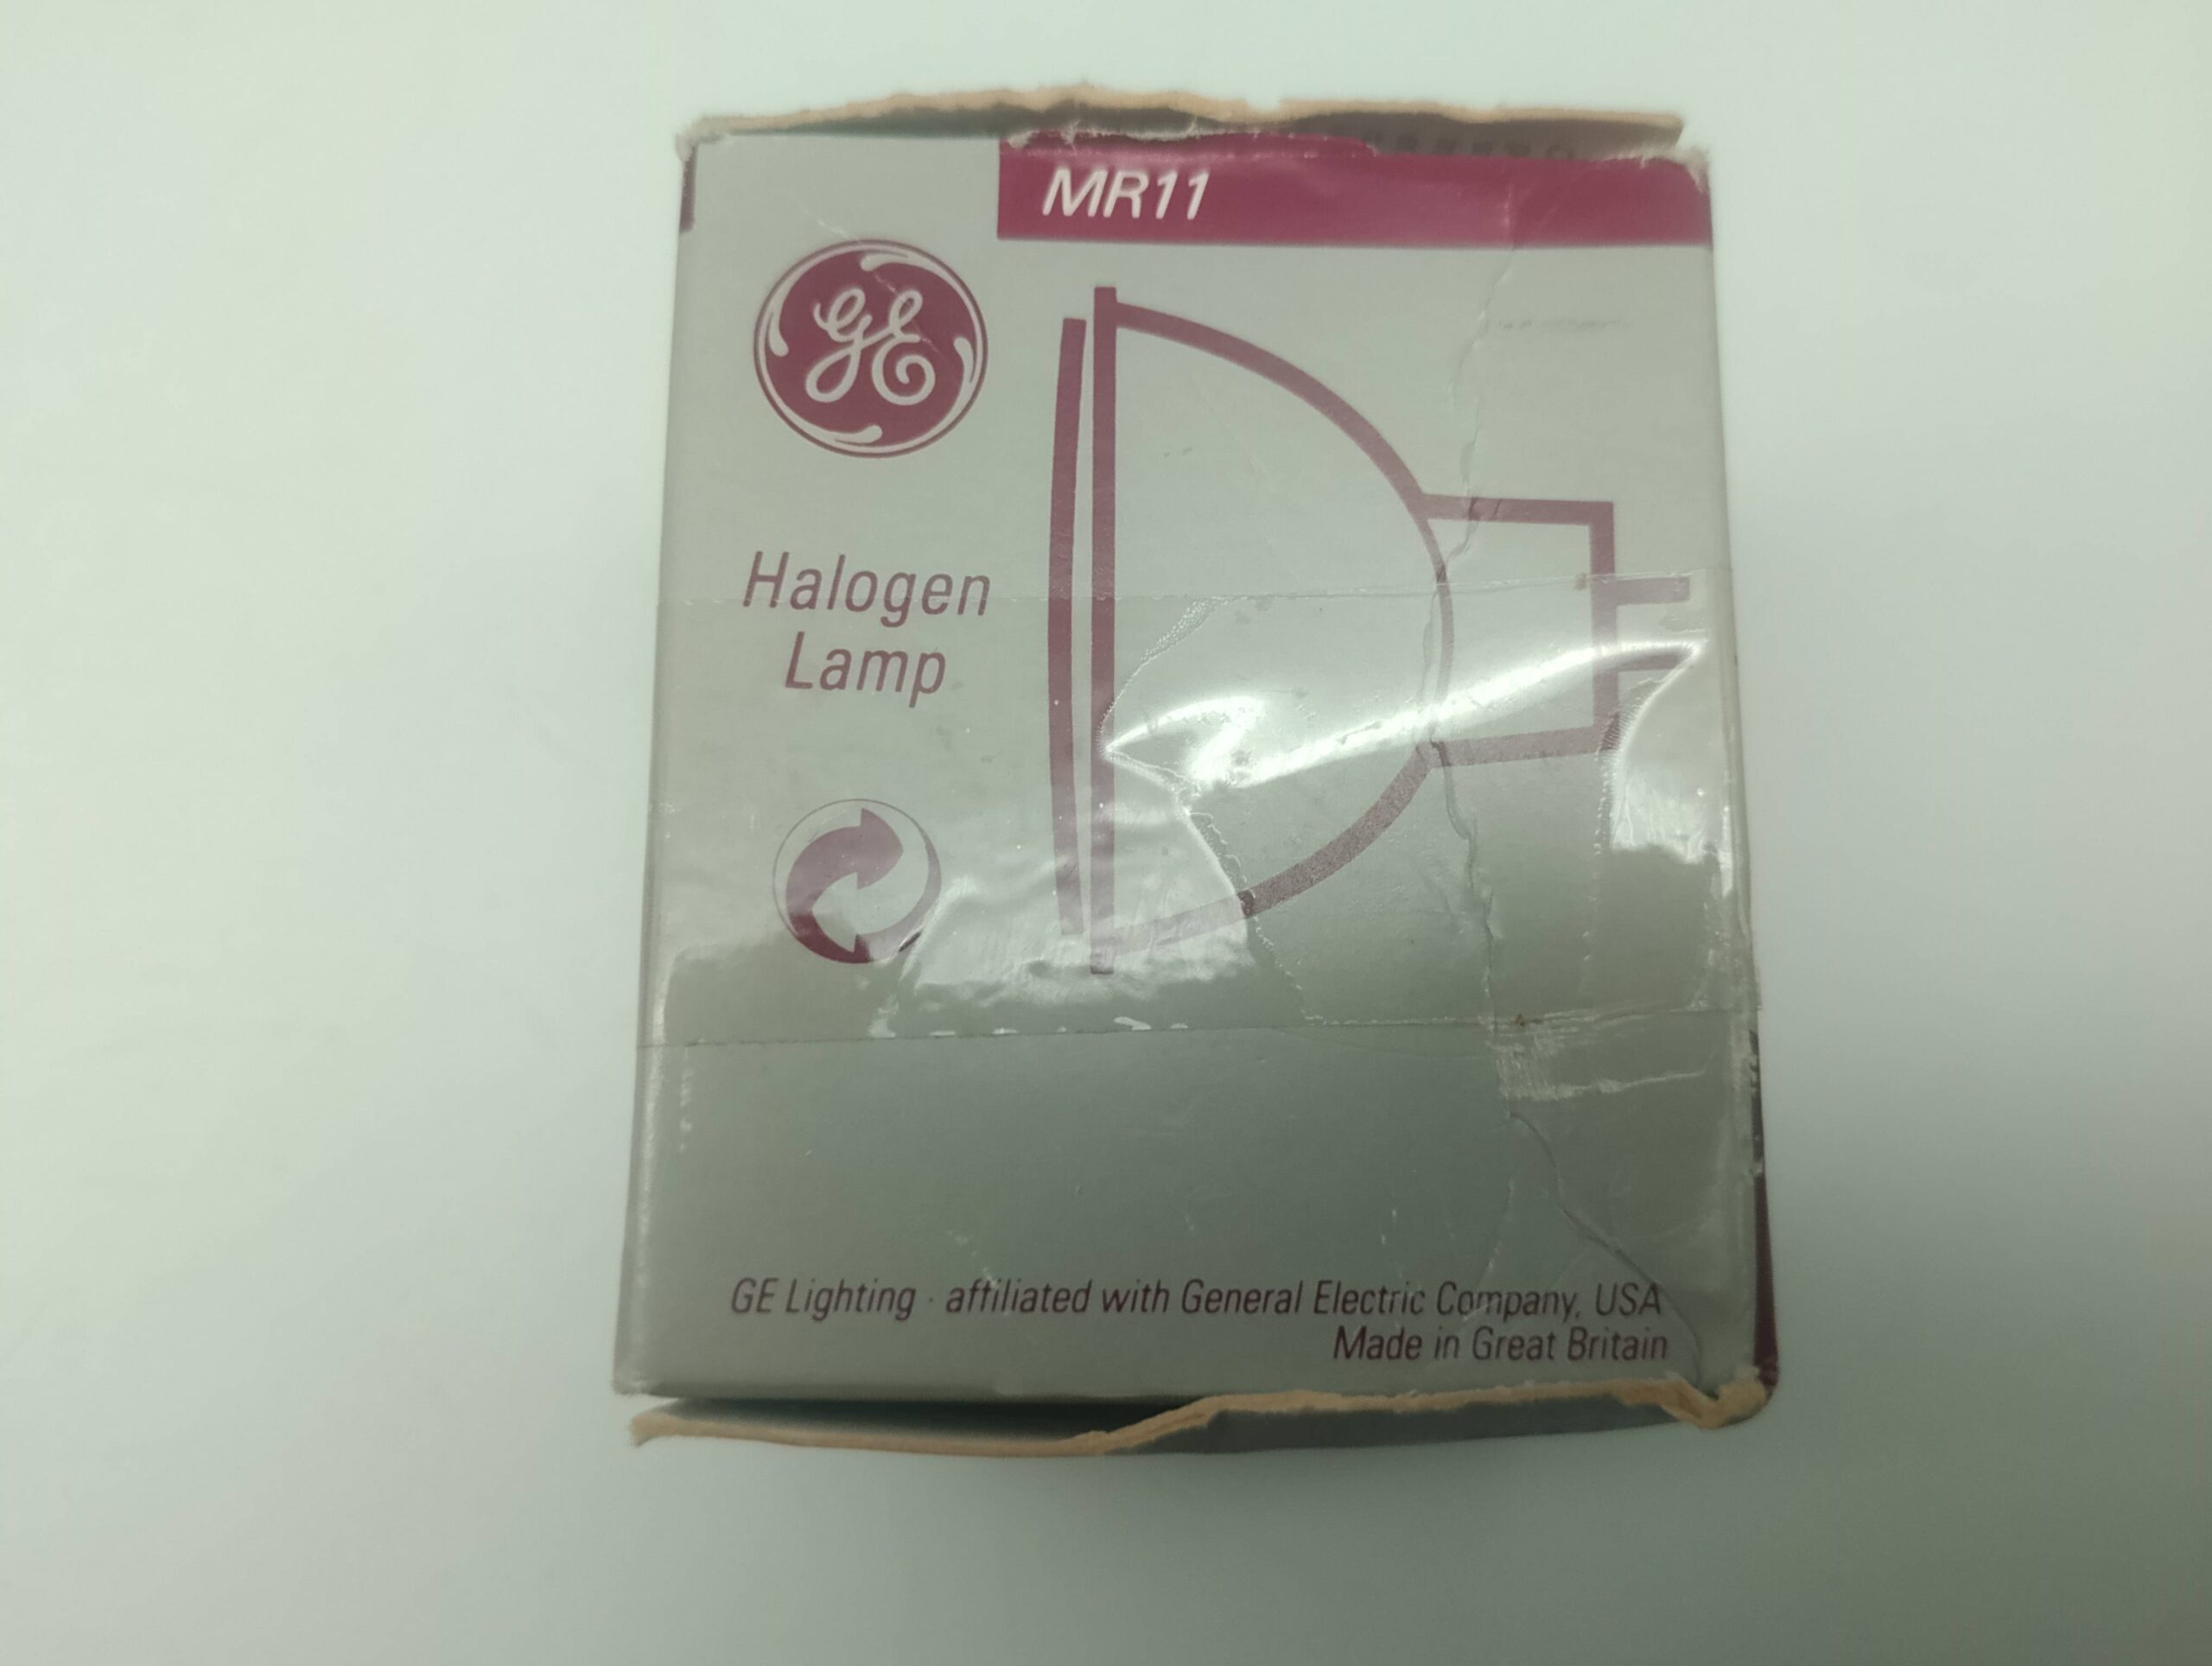 MR11
GE
Halogen
Lamp
GE Lighting · affiliated with General Electric Company, USA
Made in Great Britain